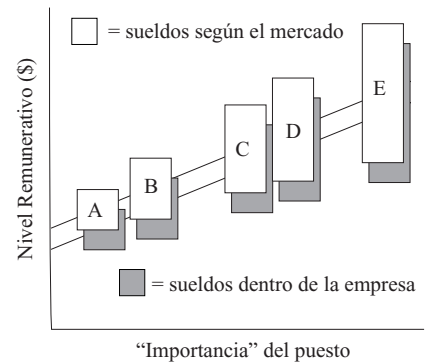 = sueldos según el mercado
Nivel Remunerativo ($)
A
B
C
D
E
= sueldos dentro de la empresa
“Importancia” del puesto